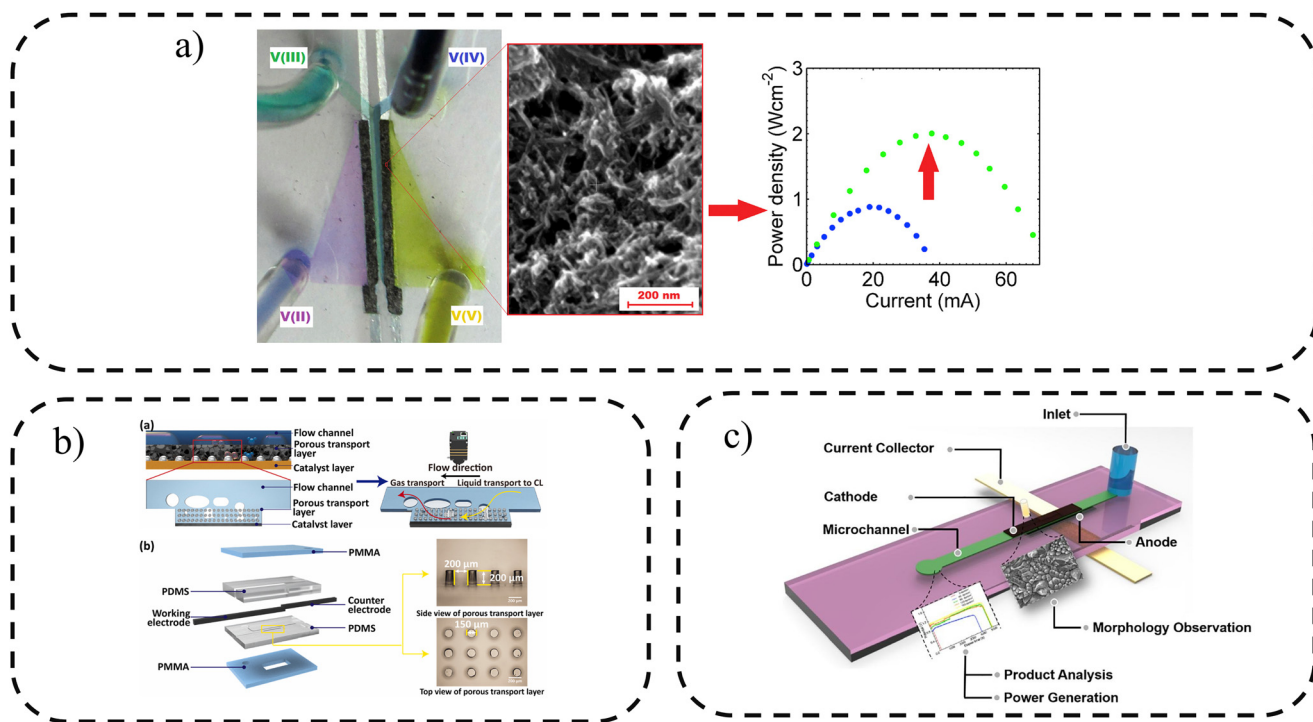 a)
V(III)
V(IV)
V(II)
V(V)
200 nm
Power density (Wcm-2)
3
2
1
0
0
20
40
60
Current (mA)
b)
(a)
Flow channel
Porous transport
layer
Catalyst layer
Flow channel
Porous transport
layer
Catalyst layer
Flow direction
Gas transport
Liquid transport to CL
(b)
PMMA
PDMS
Counter
electrode
Working
electrode
PDMS
PMMA
200 μm
200 μm
Side view of porous transport layer
150 μm
Top view of porous transport layer
c)
Inlet
Current Collector
Cathode
Microchannel
Anode
Morphology Observation
Product Analysis
Power Generation